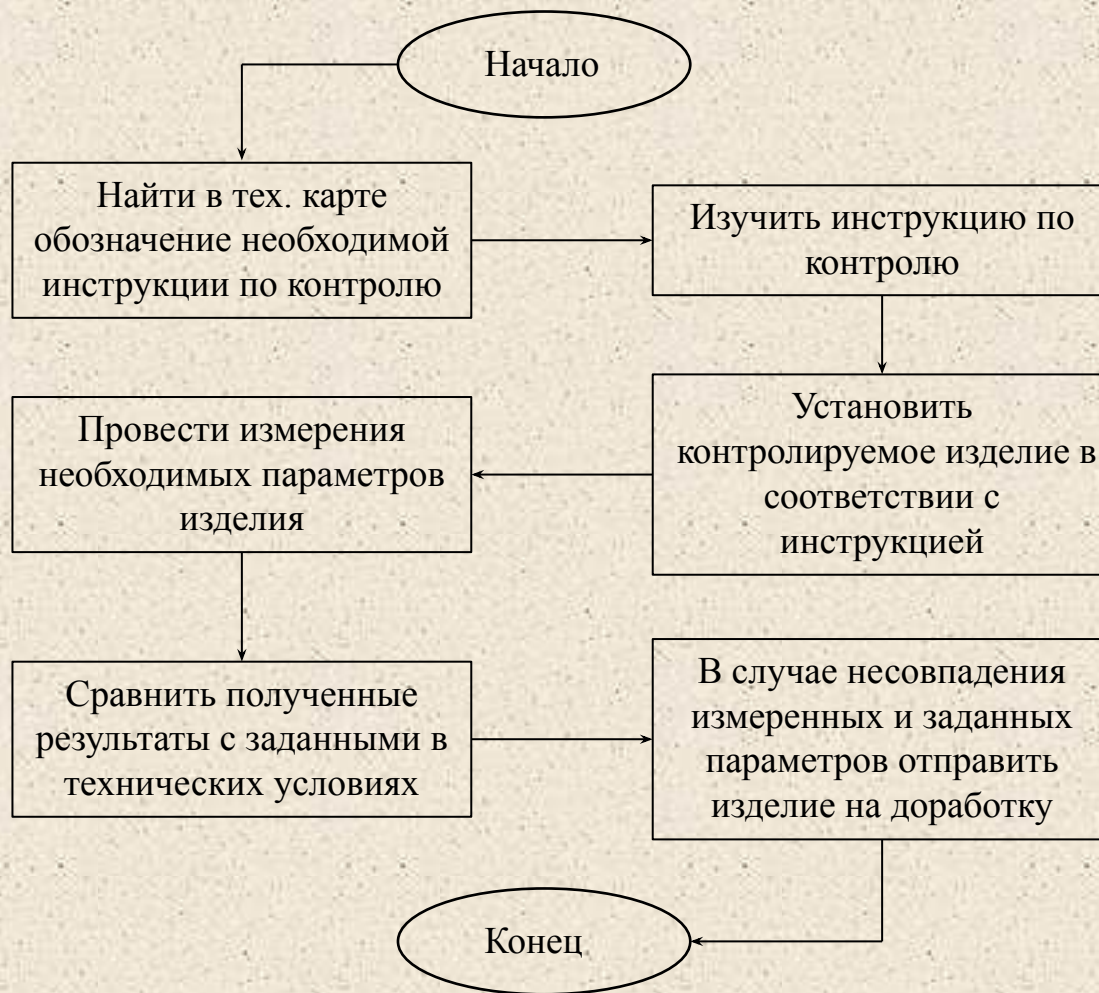 Начало
Найти в тех. карте
обозначение необходимой
инструкции по контролю
Изучить инструкцию по
контролю
Установить
контролируемое изделие в
соответствии с
инструкцией
Провести измерения
необходимых параметров
изделия
Сравнить полученные
результаты с заданными в
технических условиях
В случае несовпадения
измеренных и заданных
параметров отправить
изделие на доработку
Конец